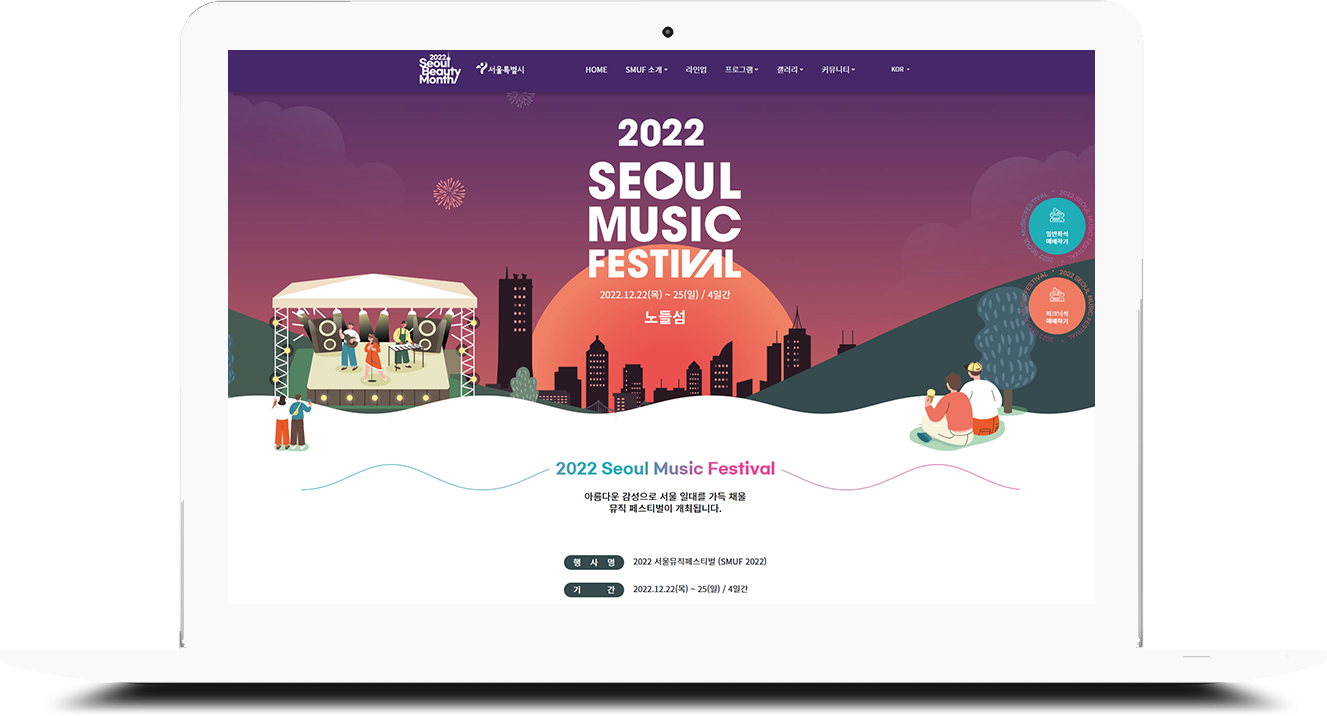 2022
Seoul
Beauty
Month
서울특별시
HOME
SMUF 소개
라인업
프로그램
갤러리
커뮤니티
KOR
2022
SEOUL
MUSIC
FESTIVAL
2022.12.22(목) ~ 25(일) / 4일간
노들섬
2022 SEOUL MUSIC FESTIVAL
일반좌석
예매하기
2022 SEOUL MUSIC FESTIVAL
피크닉석
예매하기
2022 Seoul Music Festival
아름다운 감성으로 서울 일대를 가득 채울
뮤직 페스티벌이 개최됩니다.
행 사 명
2022 서울뮤직페스티벌 (SMUF 2022)
기 간
2022.12.22(목) ~ 25(일) / 4일간